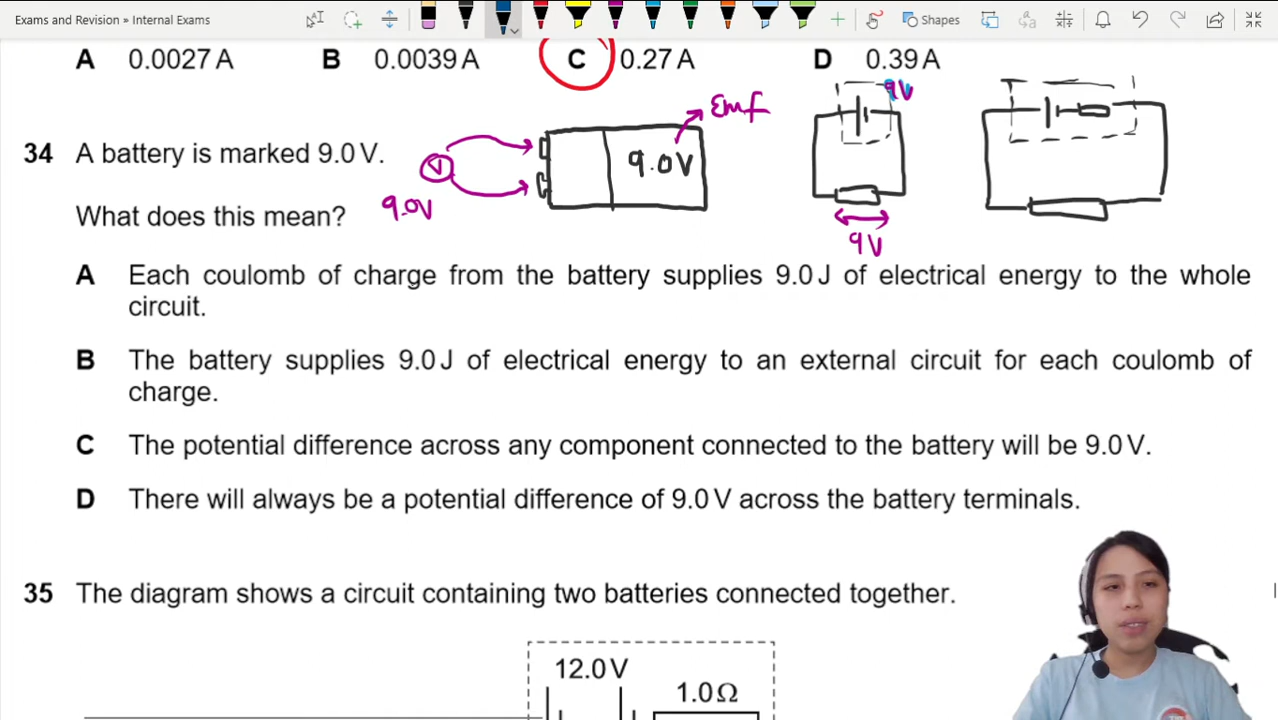 Exams and Revision » Internal Exams
Shapes
A 0.0027 A B 0.0039 A C 0.27 A D 0.39 A
9V
Emf
34 A battery is marked 9.0 V.
V
9.0V
9.0V
What does this mean?
9V
A Each coulomb of charge from the battery supplies 9.0 J of electrical energy to the whole
circuit.
B The battery supplies 9.0 J of electrical energy to an external circuit for each coulomb of
charge.
C The potential difference across any component connected to the battery will be 9.0 V.
D There will always be a potential difference of 9.0 V across the battery terminals.
35 The diagram shows a circuit containing two batteries connected together.
12.0 V
1.0 Ω